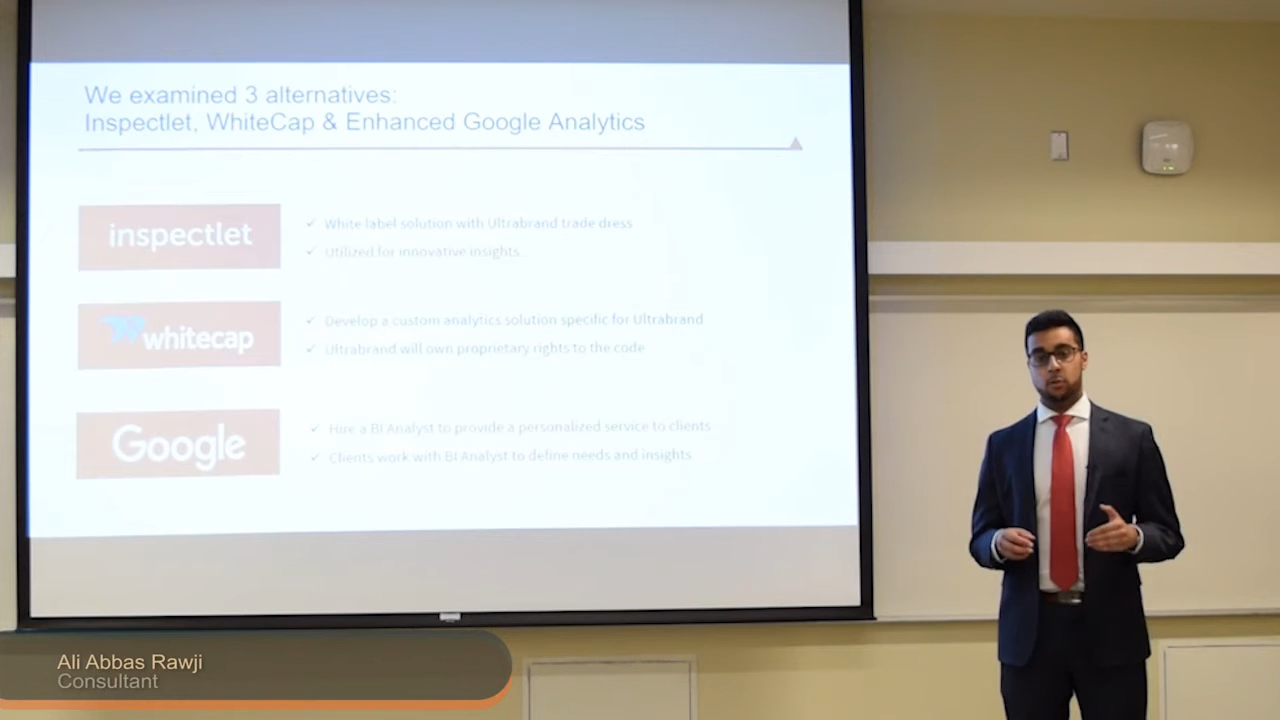 We examined 3 alternatives:
Inspectlet, WhiteCap & Enhanced Google Analytics
inspectlet
✓ White label solution with Ultrabrand trade dress
✓ Utilized for innovative insights
whitecap
✓ Develop a custom analytics solution specific for Ultrabrand
✓ Ultrabrand will own proprietary rights to the code
Google
✓ Hire a BI Analyst to provide a personalized service to clients
✓ Clients work with BI Analyst to define needs and insights
Ali Abbas Rawji
Consultant